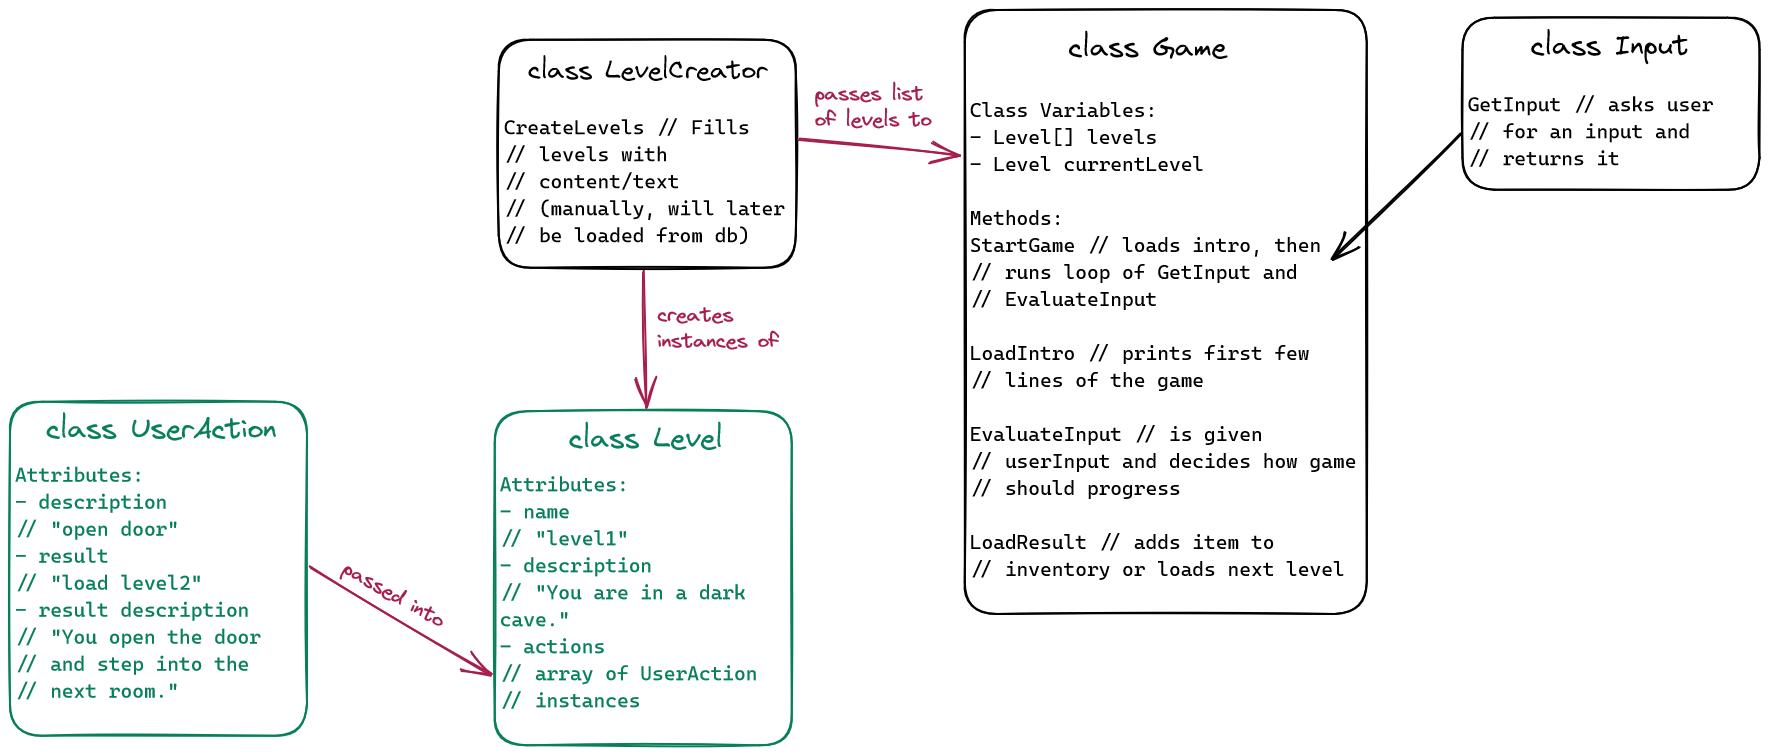 class LevelCreator
CreateLevels // Fills
// levels with
// content/text
// (manually, will later
// be loaded from db)
passes list
of levels to
class Game
Class Variables:
- Level[] levels
- Level currentLevel
Methods:
StartGame // loads intro, then
// runs loop of GetInput and
// EvaluateInput
LoadIntro // prints first few
// lines of the game
EvaluateInput // is given
// userInput and decides how game
// should progress
LoadResult // adds item to
// inventory or loads next level
class Input
GetInput // asks user
// for an input and
// returns it
creates
instances of
class UserAction
Attributes:
- description
// "open door"
- result
// "load level2"
- result description
// "You open the door
// and step into the
// next room."
passed into
class Level
Attributes:
- name
// "level1"
- description
// "You are in a dark
cave."
- actions
// array of UserAction
// instances